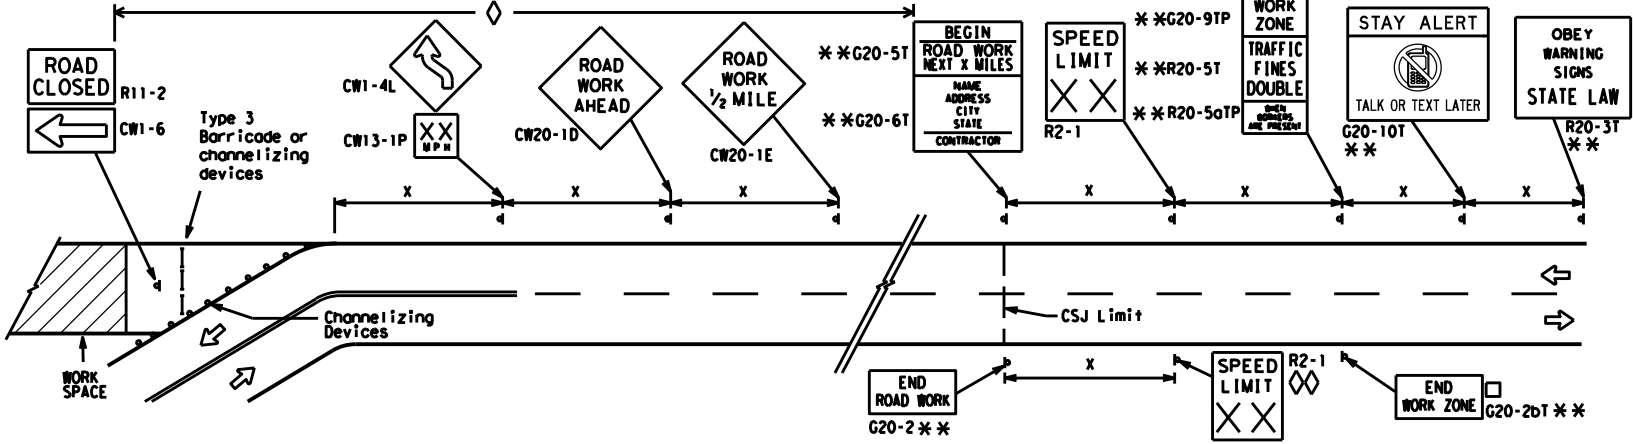 ROAD
CLOSED
R11-2
CW1-6
Type 3
Barricade or
channelizing
devices
CW1-4L
XX
MPH
CW13-1P
ROAD
WORK
AHEAD
CW20-1D
ROAD
WORK
1/2 MILE
CW20-1E
* *G20-5T
* *G20-6T
BEGIN
ROAD WORK
NEXT X MILES
NAME
ADDRESS
CITY
STATE
CONTRACTOR
SPEED
LIMIT
X X
R2-1
* *G20-9TP
* *R20-5T
* *R20-5aTP
WORK
ZONE
TRAFFIC
FINES
DOUBLE
WHEN
WORKERS
ARE PRESENT
STAY ALERT
TALK OR TEXT LATER
G20-10T
* *
OBEY
WARNING
SIGNS
STATE LAW
R20-3T
* *
X X X X X X X
Channelizing
Devices
CSJ Limit
WORK
SPACE
X
END
ROAD WORK
G20-2 * *
SPEED
LIMIT
X X
R2-1
END
WORK ZONE
G20-2bT * *